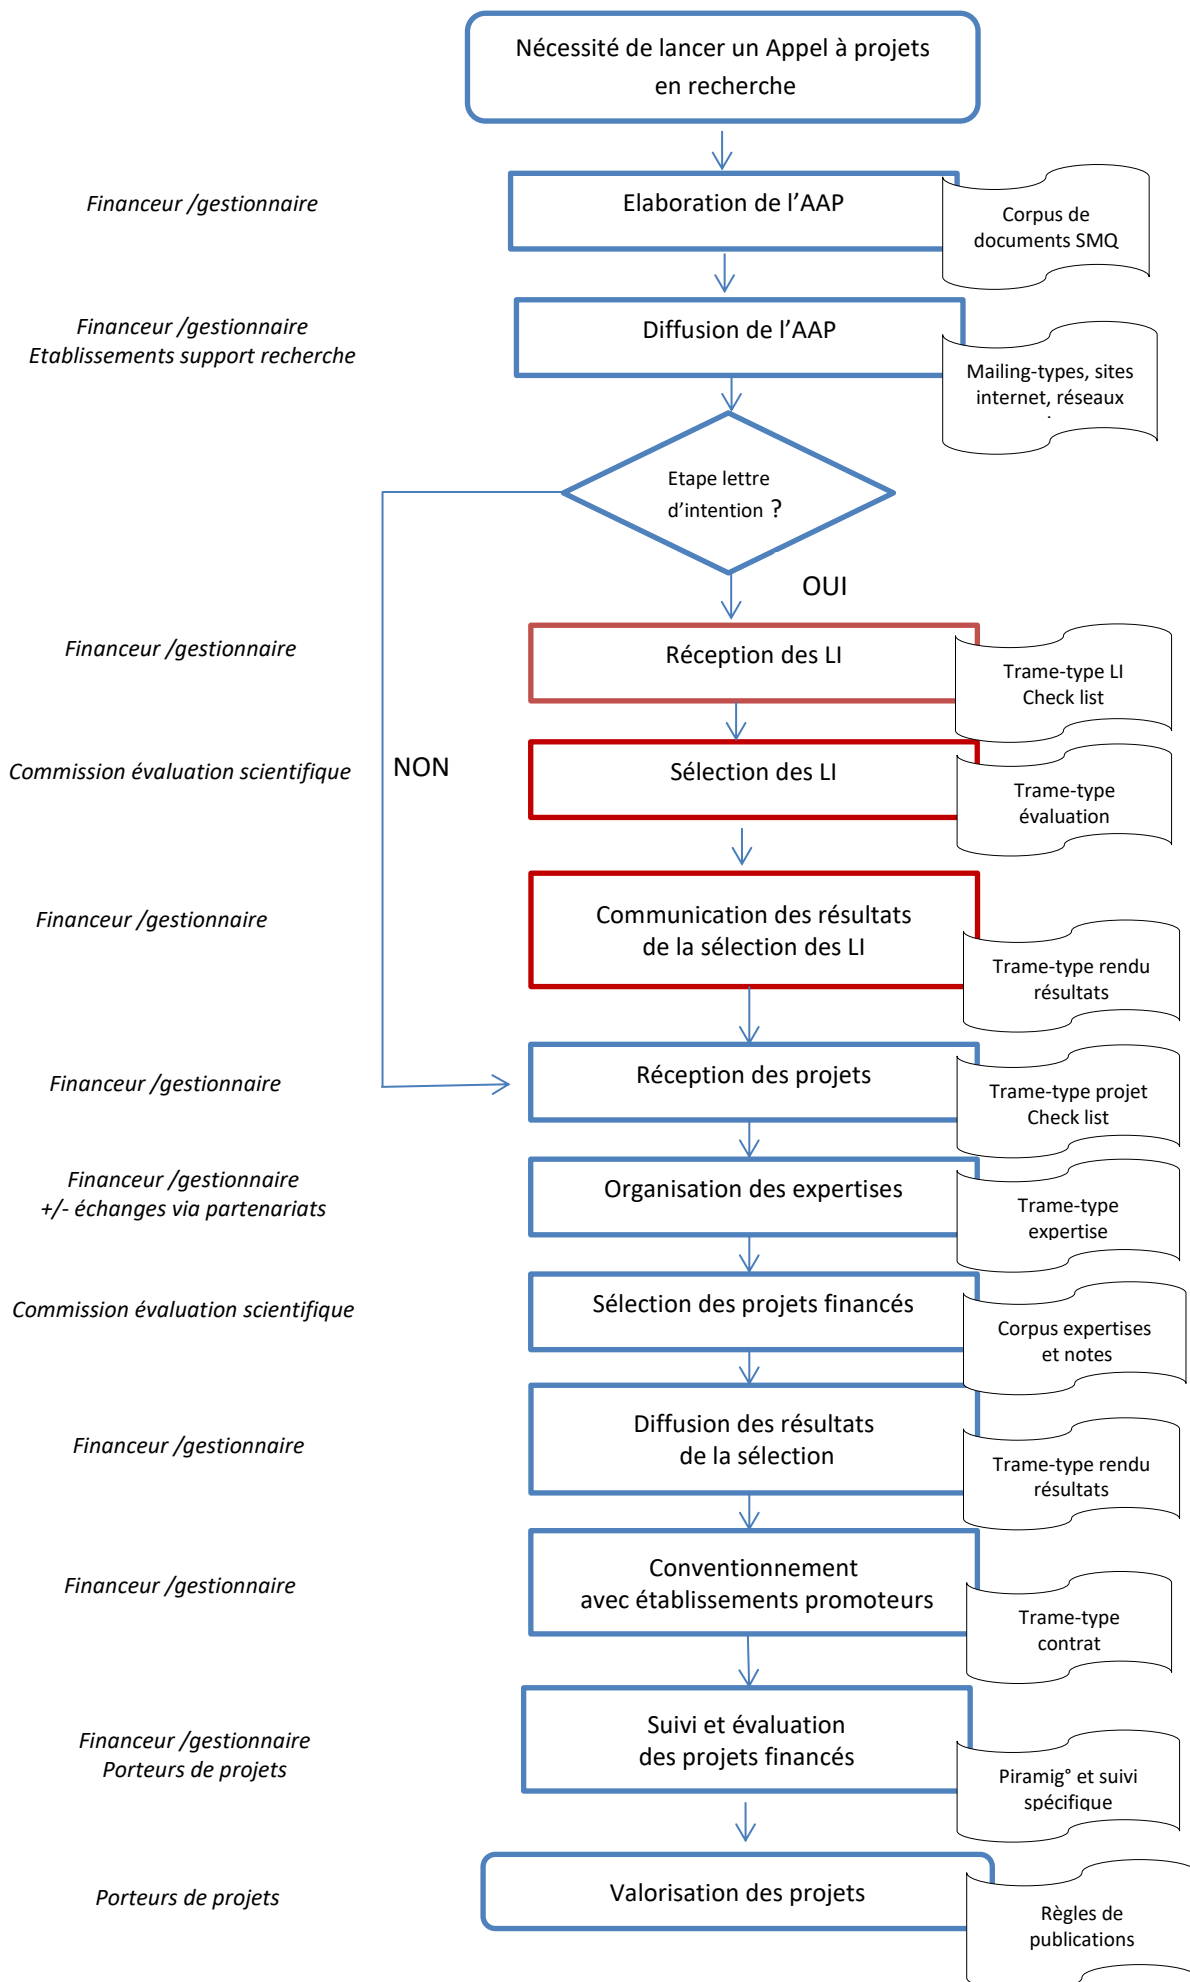 Nécessité de lancer un Appel à projets
en recherche
Financeur /gestionnaire
Elaboration de l’AAP
Corpus de
documents SMQ
Financeur /gestionnaire
Etablissements support recherche
Diffusion de l’AAP
Mailing-types, sites
internet, réseaux
Etape lettre
d’intention ?
OUI
Financeur /gestionnaire
Réception des LI
Trame-type LI
Check list
Commission évaluation scientifique
NON
Sélection des LI
Trame-type
évaluation
Financeur /gestionnaire
Communication des résultats
de la sélection des LI
Trame-type rendu
résultats
Financeur /gestionnaire
Réception des projets
Trame-type projet
Check list
Financeur /gestionnaire
+/- échanges via partenariats
Organisation des expertises
Trame-type
expertise
Commission évaluation scientifique
Sélection des projets financés
Corpus expertises
et notes
Financeur /gestionnaire
Diffusion des résultats
de la sélection
Trame-type rendu
résultats
Financeur /gestionnaire
Conventionnement
avec établissements promoteurs
Trame-type
contrat
Financeur /gestionnaire
Porteurs de projets
Suivi et évaluation
des projets financés
Piramig° et suivi
spécifique
Porteurs de projets
Valorisation des projets
Règles de
publications